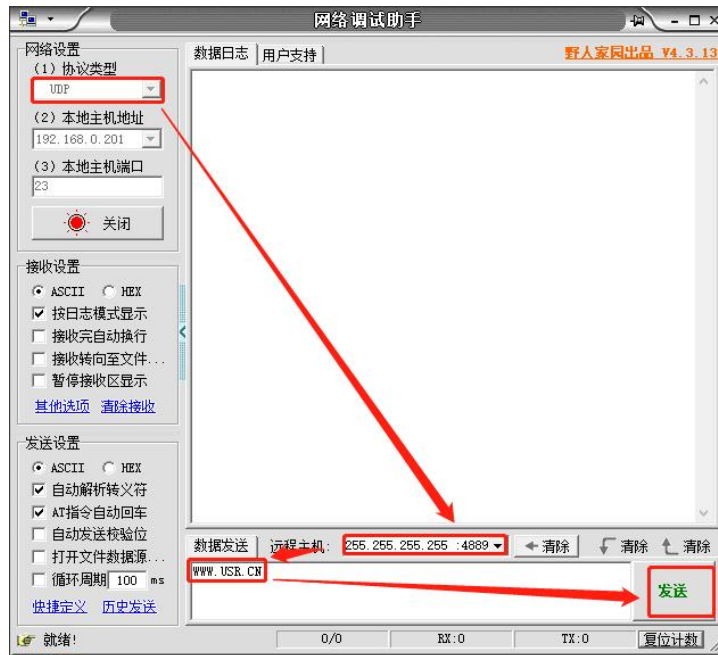 网络调试助手
网络设置
(1) 协议类型
UDP
(2) 本地主机地址
192.168.0.201
(3) 本地主机端口
23
关闭
接收设置
ASCII HEX
按日志模式显示
接收完自动换行
接收转向至文件...
暂停接收区显示
其他选项 清除接收
发送设置
ASCII HEX
自动解析转义符
AT指令自动回车
自动发送校验位
打开文件数据源...
循环周期 100 ms
快捷定义 历史发送
数据日志 用户支持
野人家园出品 V4.3.13
数据发送 远程主机: 255.255.255.255 :4889 清除 清除 清除
WWW.USR.CN
发送
就绪! 0/0 RX:0 TX:0 复位计数